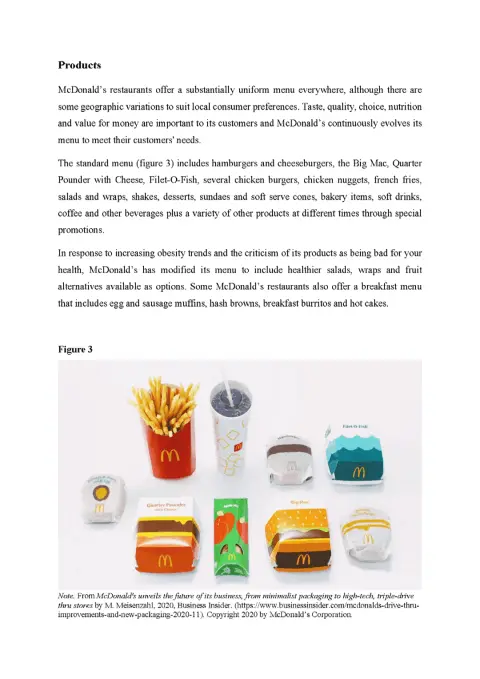 Products
McDonald's restaurants offer a substantially uniform menu everywhere, although there are
some geographic variations to suit local consumer preferences. Taste, quality, choice, nutrition
and value for money are important to its customers and McDonald's continuously evolves its
menu to meet their customers' needs.
The standard menu (figure 3) includes hamburgers and cheeseburgers, the Big Mac, Quarter
Pounder with Cheese, Filet-O-Fish, several chicken burgers, chicken nuggets, french fries,
salads and wraps, shakes, desserts, sundaes and soft serve cones, bakery items, soft drinks,
coffee and other beverages plus a variety of other products at different times through special
promotions.
In response to increasing obesity trends and the criticism of its products as being bad for your
health, McDonald's has modified its menu to include healthier salads, wraps and fruit
alternatives available as options. Some McDonald's restaurants also offer a breakfast menu
that includes egg and sausage muffins, hash browns, breakfast burritos and hot cakes.
Figure 3
Filet-O-Fish
Quarter Pounder
Big Mac
Note. From McDonald's unveils the future of its business, from minimalist packaging to high-tech, triple-drive
thru stores by M. Meisenzahl, 2020, Business Insider. (https://www.businessinsider.com/mcdonalds-drive-thru-
improvements-and-new-packaging-2020-11). Copyright 2020 by McDonald's Corporation.